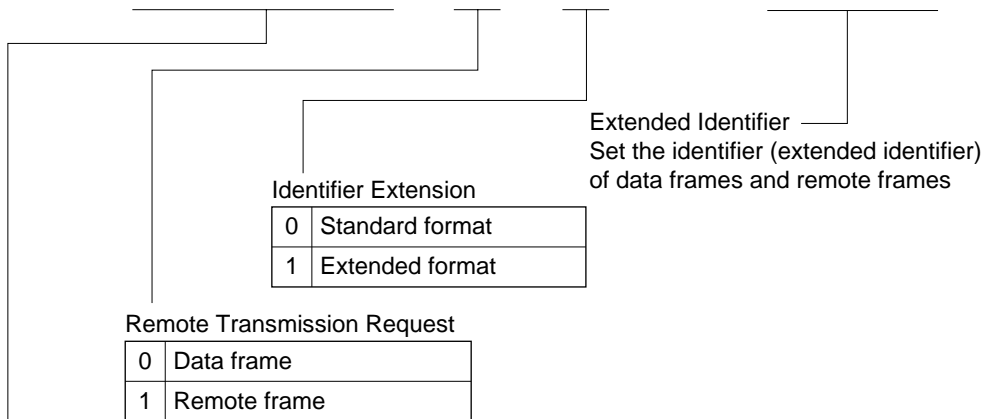 Extended Identifier
Set the identifier (extended identifier)
of data frames and remote frames
Identifier Extension
0 Standard format
1 Extended format
Remote Transmission Request
0 Data frame
1 Remote frame